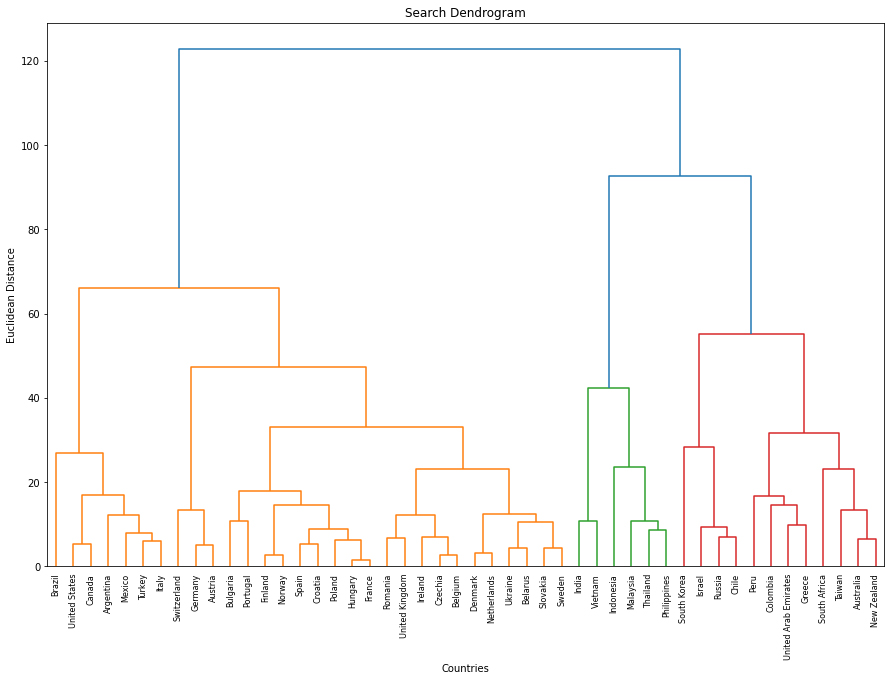 Search Dendrogram
120
100
80
60
40
20
0
Euclidean Distance
Brazil
United States
Canada
Argentina
Mexico
Turkey
Italy
Switzerland
Germany
Austria
Bulgaria
Portugal
Finland
Norway
Spain
Croatia
Poland
Hungary
France
Romania
United Kingdom
Ireland
Czechia
Belgium
Denmark
Netherlands
Ukraine
Belarus
Slovakia
Sweden
India
Vietnam
Indonesia
Malaysia
Thailand
Philippines
South Korea
Israel
Russia
Chile
Peru
Colombia
United Arab Emirates
Greece
South Africa
Taiwan
Australia
New Zealand
Countries